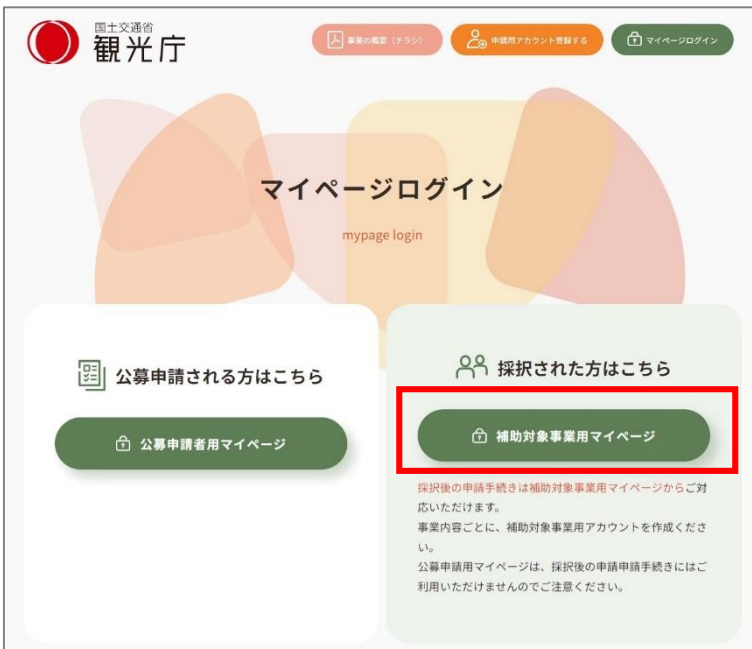 国土交通省
観光庁
事業の概要（チラシ）
申請用アカウント登録する
マイページログイン
マイページログイン
mypage login
公募申請される方はこちら
公募申請者用マイページ
採択された方はこちら
補助対象事業用マイページ
採択後の申請手続きは補助対象事業用マイページからご対
応いただけます。
事業内容ごとに、補助対象事業用アカウントを作成くださ
い。
公募申請用マイページは、採択後の申請申請手続きにはご
利用いただけませんのでご注意ください。